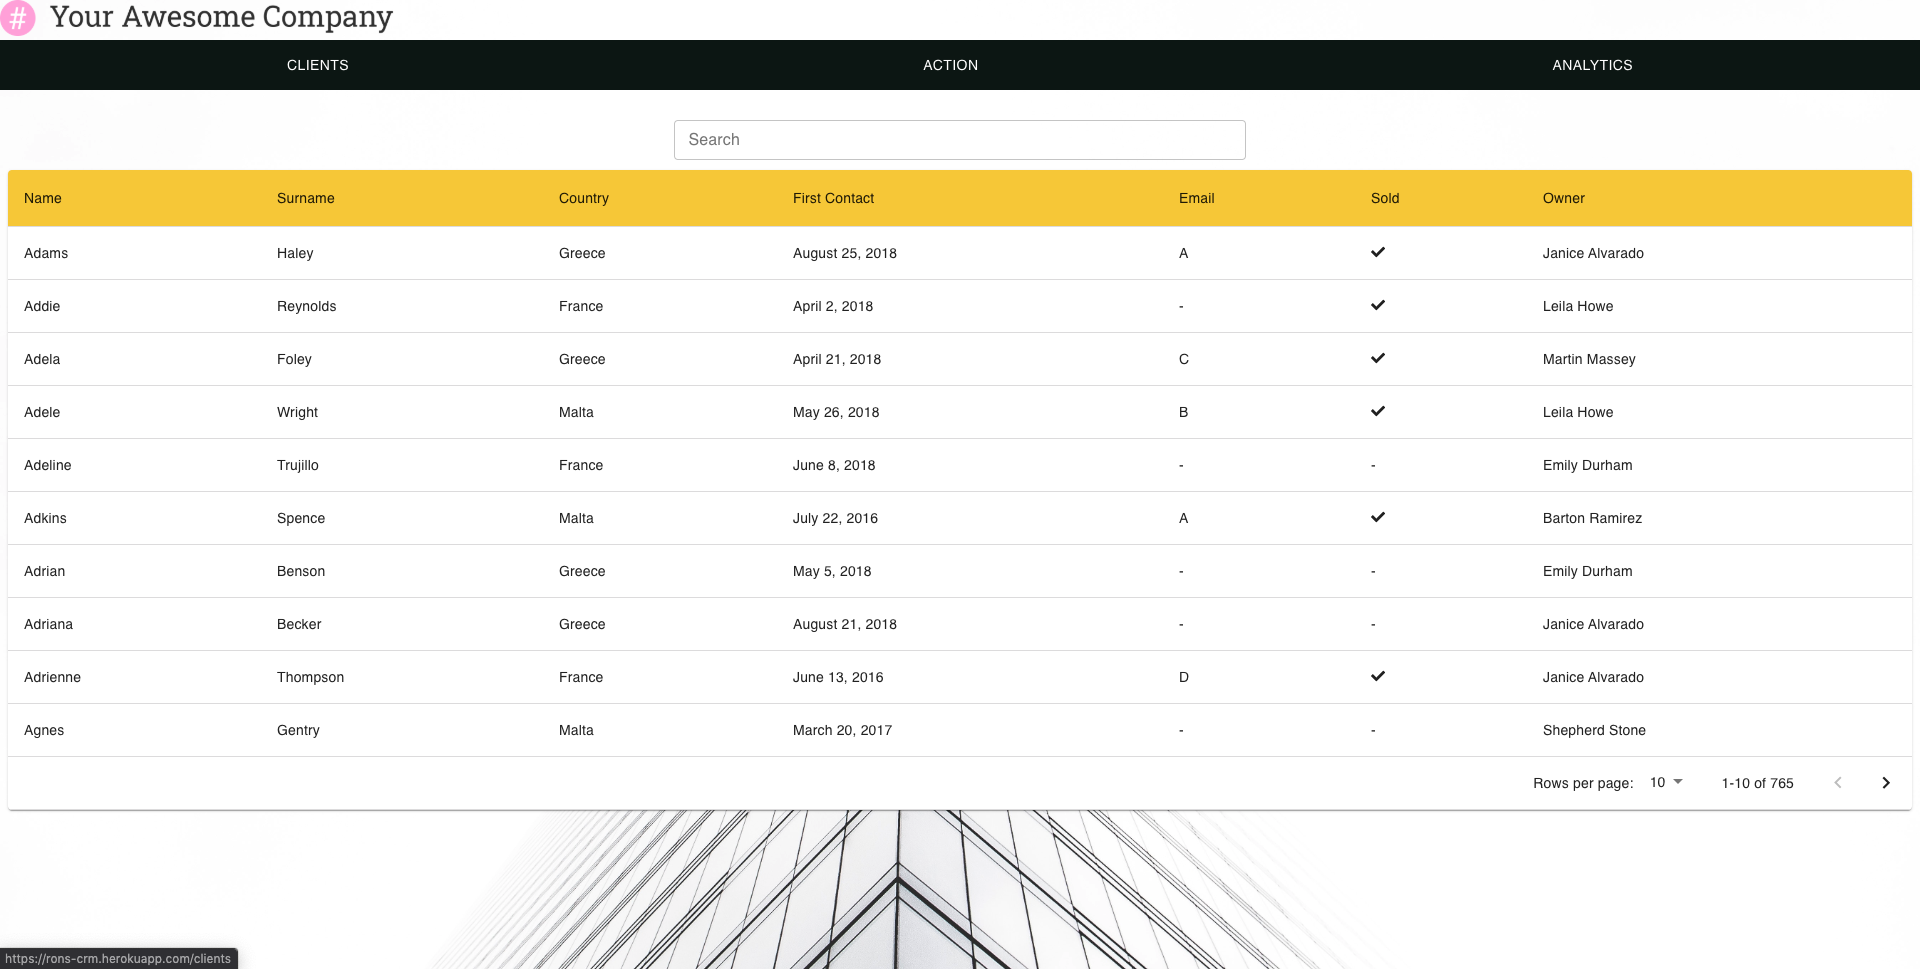 # Your Awesome Company
CLIENTS ACTION ANALYTICS
Search
Name Surname Country First Contact Email Sold Owner
Adams Haley Greece August 25, 2018 A ✔ Janice Alvarado
Addie Reynolds France April 2, 2018 - ✔ Leila Howe
Adela Foley Greece April 21, 2018 C ✔ Martin Massey
Adele Wright Malta May 26, 2018 B ✔ Leila Howe
Adeline Trujillo France June 8, 2018 - - Emily Durham
Adkins Spence Malta July 22, 2016 A ✔ Barton Ramirez
Adrian Benson Greece May 5, 2018 - - Emily Durham
Adriana Becker Greece August 21, 2018 - - Janice Alvarado
Adrienne Thompson France June 13, 2016 D ✔ Janice Alvarado
Agnes Gentry Malta March 20, 2017 - - Shepherd Stone
Rows per page: 10 1-10 of 765
https://rons-crm.herokuapp.com/clients